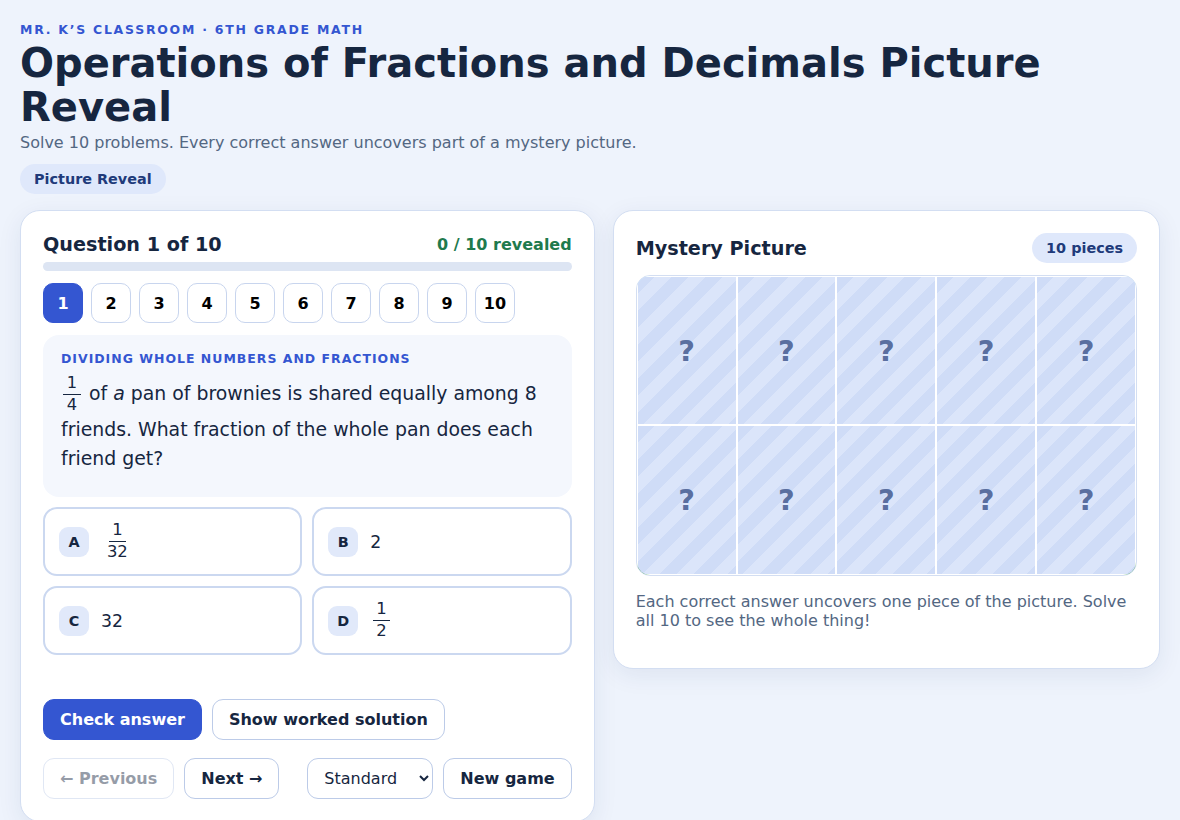 MR. K’S CLASSROOM · 6TH GRADE MATH
Operations of Fractions and Decimals Picture
Reveal
Solve 10 problems. Every correct answer uncovers part of a mystery picture.
Picture Reveal
Question 1 of 10
0 / 10 revealed
1 2 3 4 5 6 7 8 9 10
DIVIDING WHOLE NUMBERS AND FRACTIONS
1/4 of a pan of brownies is shared equally among 8
friends. What fraction of the whole pan does each
friend get?
A 1/32
B 2
C 32
D 1/2
Check answer
Show worked solution
← Previous
Next →
Standard
New game
Mystery Picture
10 pieces
? ? ? ? ?
? ? ? ? ?
Each correct answer uncovers one piece of the picture. Solve
all 10 to see the whole thing!